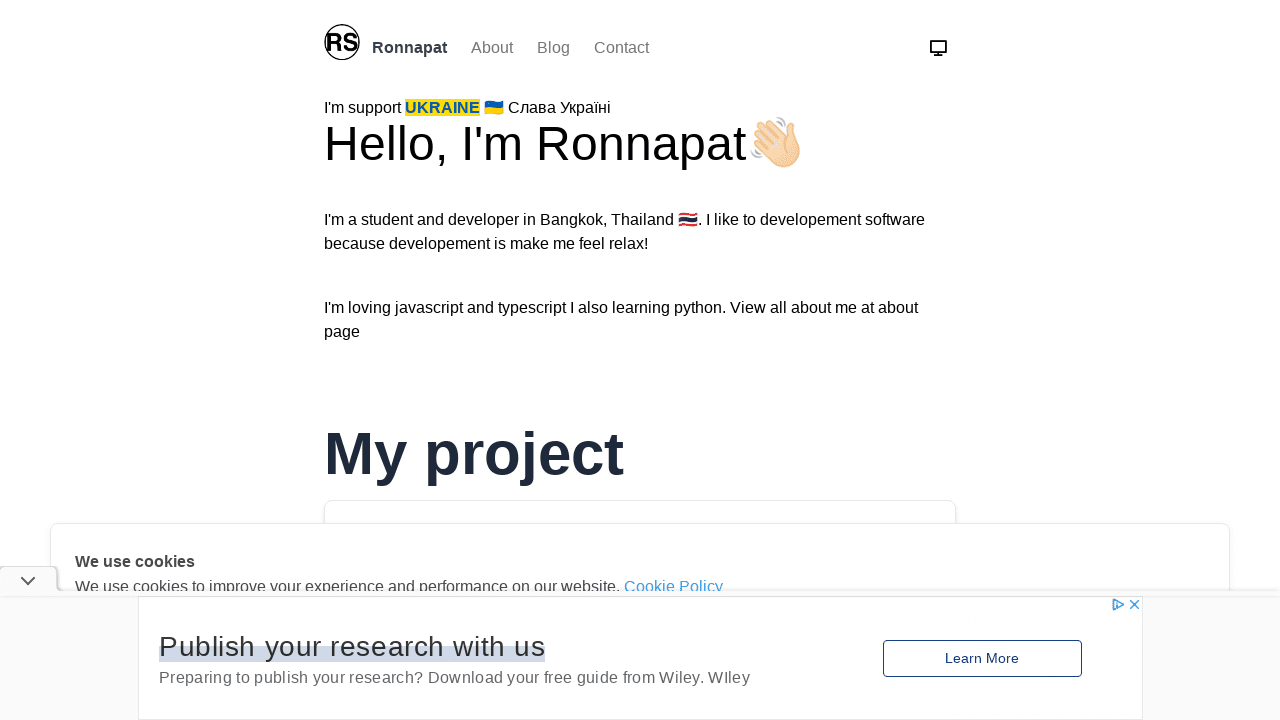 RS Ronnapat About Blog Contact
I'm support UKRAINE 🇺🇦 Слава Україні
Hello, I'm Ronnapat👋🏻
I'm a student and developer in Bangkok, Thailand 🇹🇭. I like to developement software
because developement is make me feel relax!
I'm loving javascript and typescript I also learning python. View all about me at about
page
My project
We use cookies
We use cookies to improve your experience and performance on our website. Cookie Policy
Publish your research with us
Preparing to publish your research? Download your free guide from Wiley. WIley
Learn More